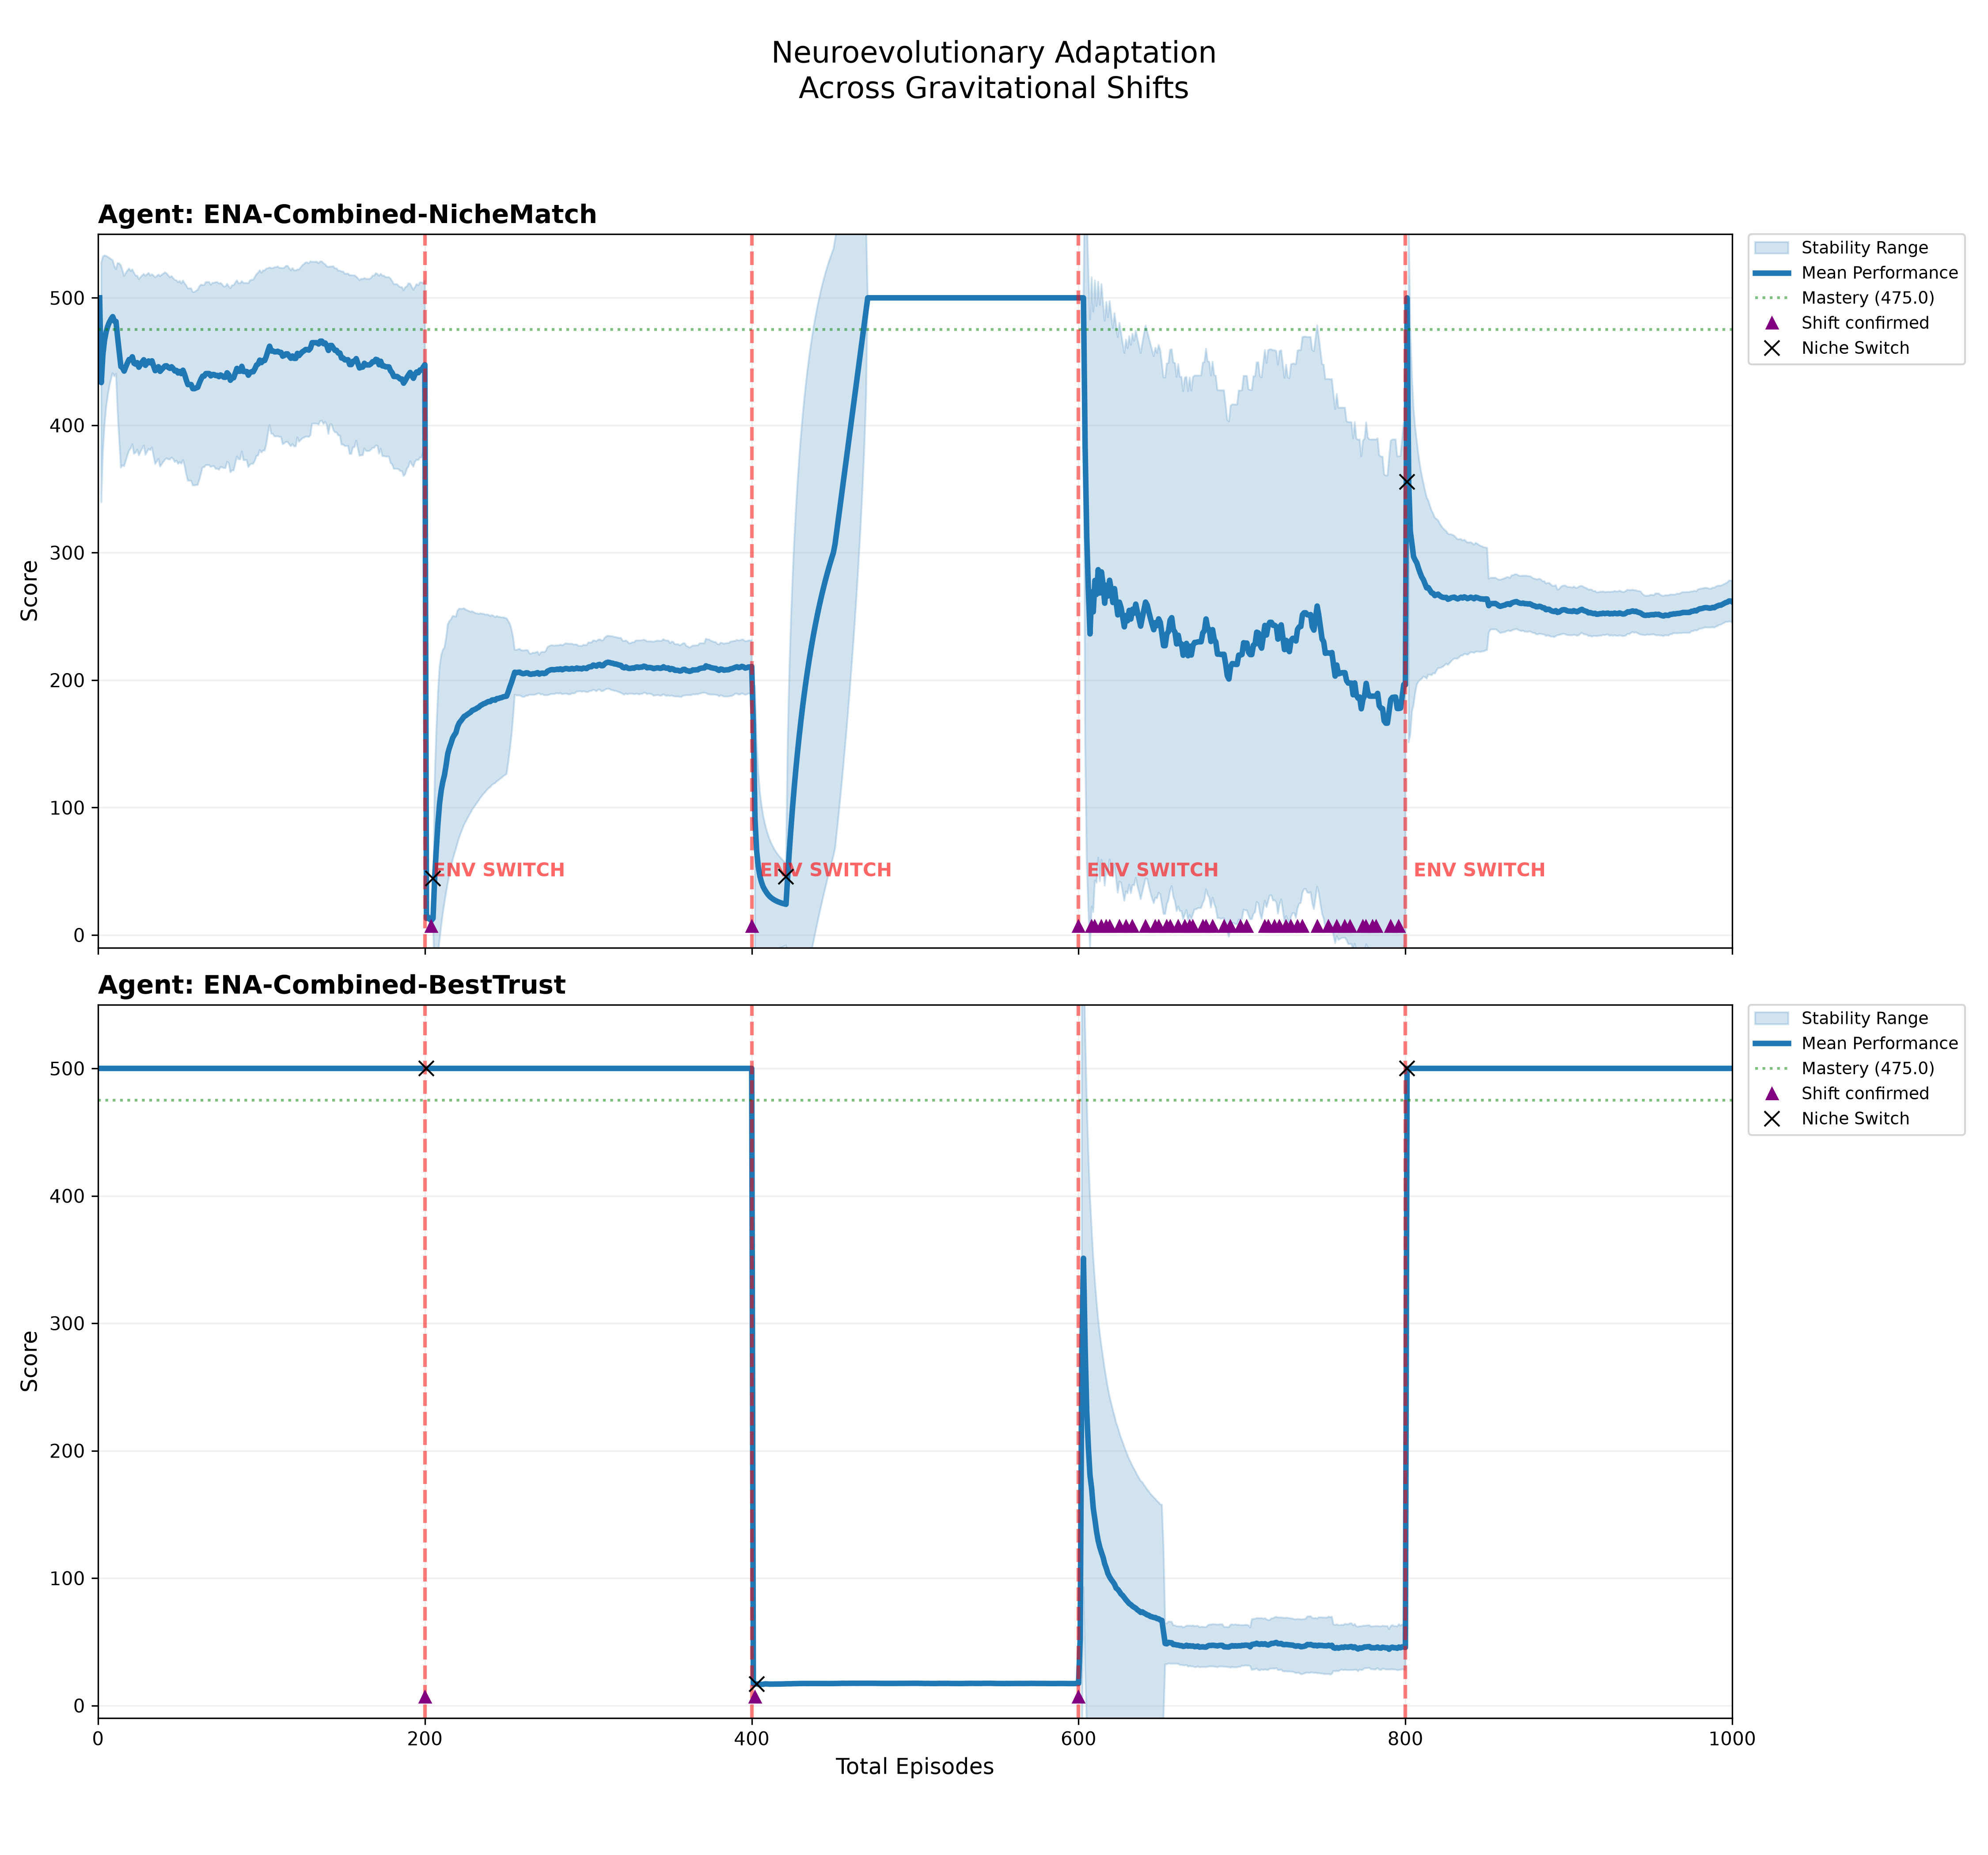 Neuroevolutionary Adaptation
Across Gravitational Shifts
Agent: ENA-Combined-NicheMatch
Score
500
400
300
200
100
0
ENV SWITCH
ENV SWITCH
ENV SWITCH
ENV SWITCH
Stability Range
Mean Performance
Mastery (475.0)
Shift confirmed
Niche Switch
Agent: ENA-Combined-BestTrust
Score
500
400
300
200
100
0
Stability Range
Mean Performance
Mastery (475.0)
Shift confirmed
Niche Switch
0 200 400 600 800 1000
Total Episodes